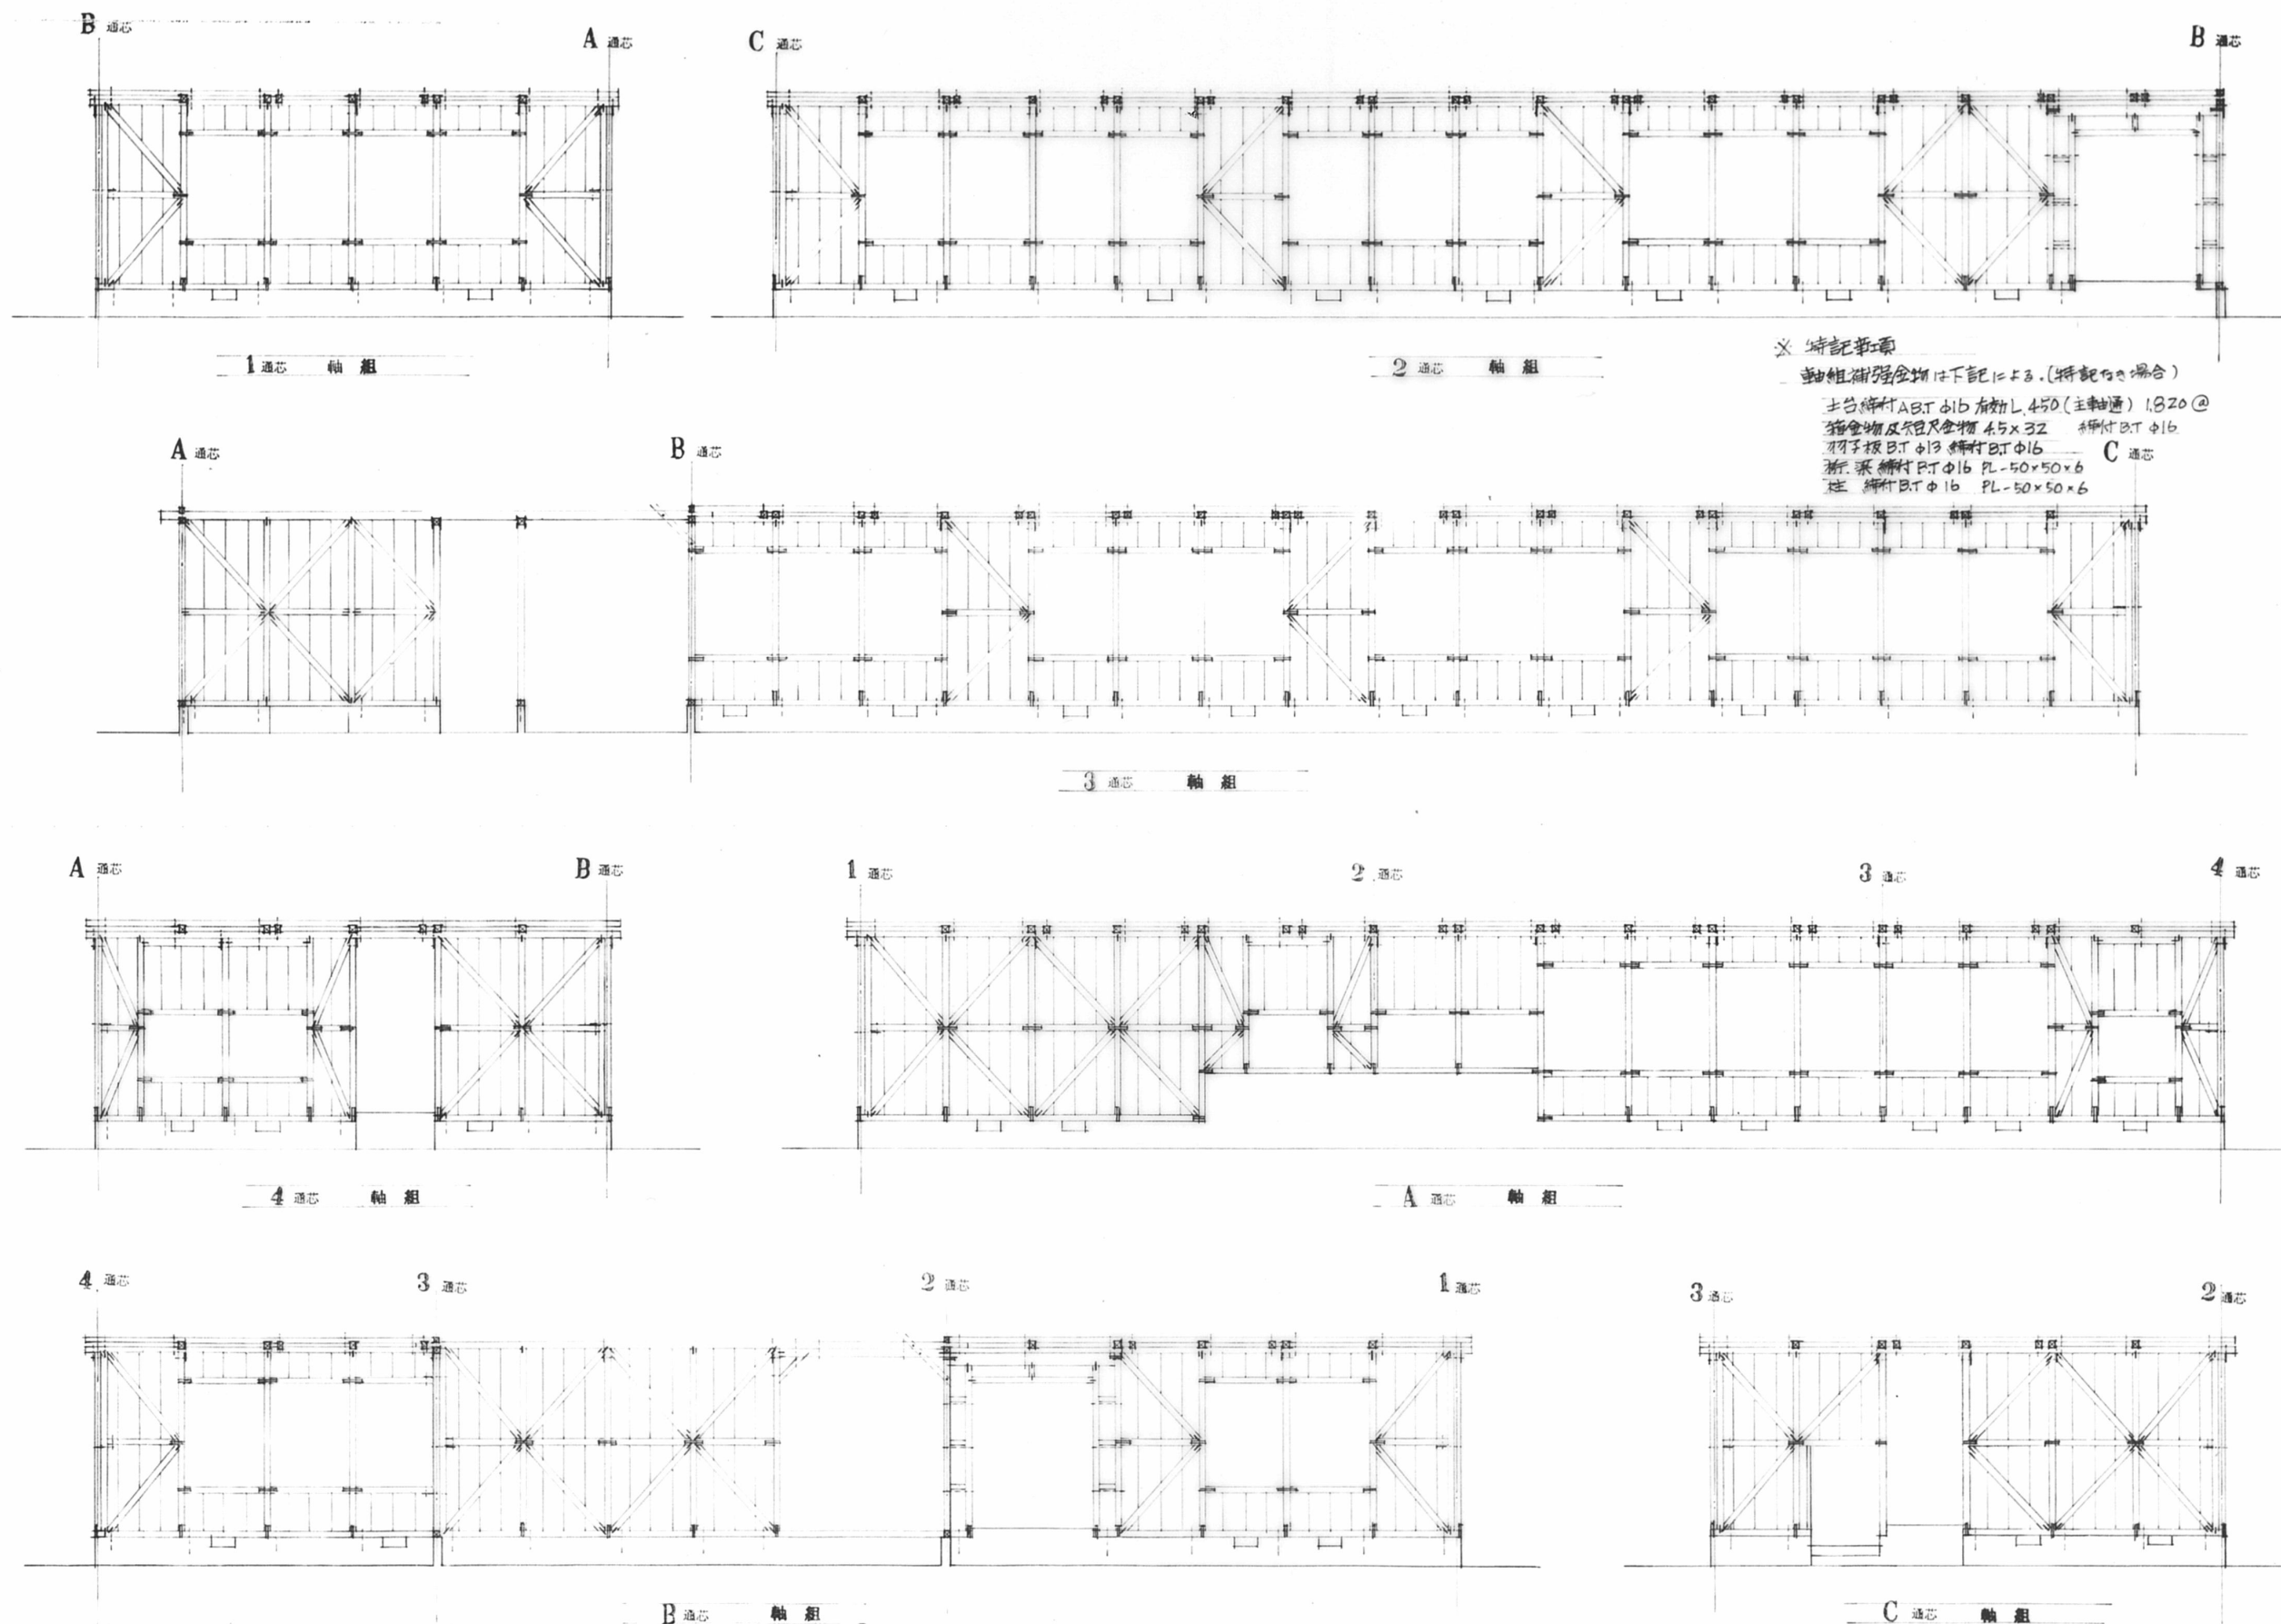 B 通芯
A 通芯
C 通芯
B 通芯
1 通芯 軸組
2 通芯 軸組
※ 特記事項
軸組補强金物は下記による.(特記なき場合)
土台締付 A.B.T φ16 有効L.450 (主軸通) 1.820@
箱金物及短尺金物 4.5×32 締付B.T φ16
羽子板 B.T φ13 締付B.T φ16
桁.梁 締付B.T φ16 PL-50×50×6
柱 締付B.T φ16 PL-50×50×6
A 通芯
B 通芯
C 通芯
3 通芯 軸組
A 通芯
B 通芯
1 通芯
2 通芯
3 通芯
4 通芯
4 通芯 軸組
A 通芯 軸組
4 通芯
3 通芯
2 通芯
1 通芯
3 通芯
2 通芯
B 通芯 軸組
C 通芯 軸組